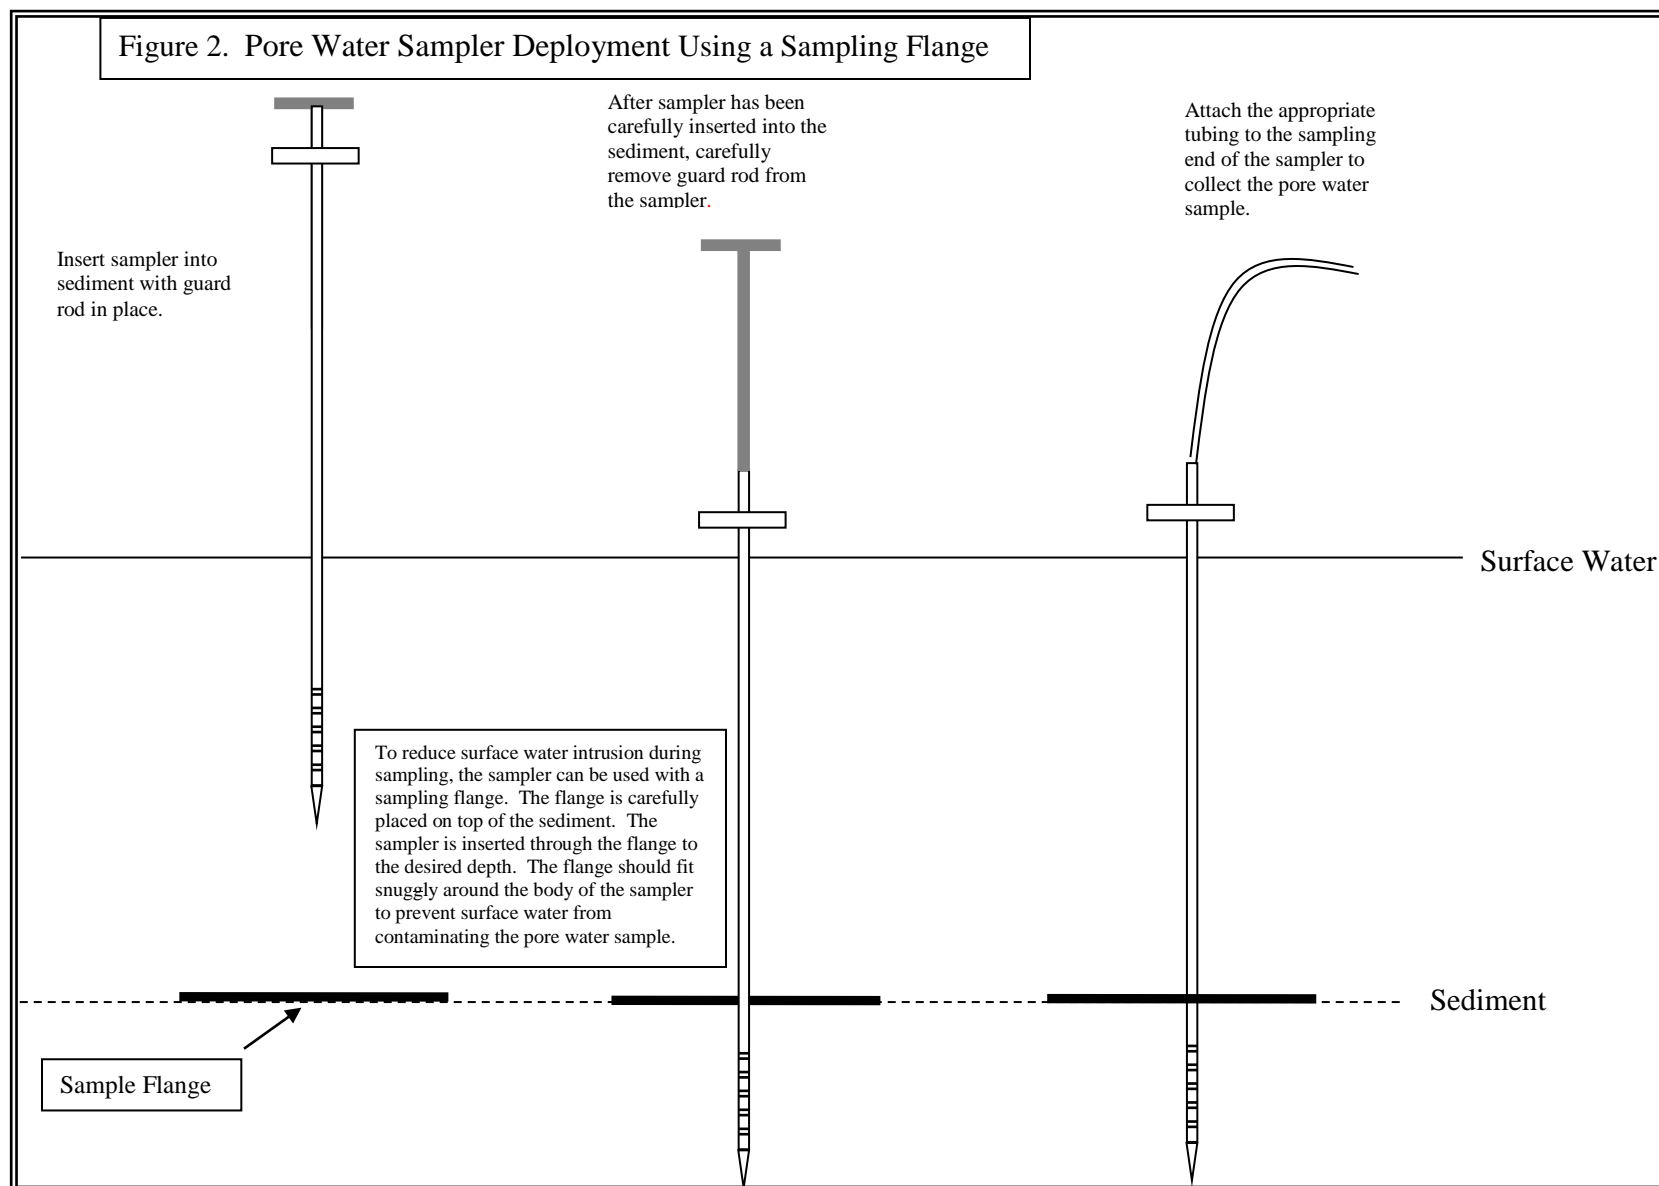 Figure 2.  Pore Water Sampler Deployment Using a Sampling Flange
Insert sampler into
sediment with guard
rod in place.
After sampler has been
carefully inserted into the
sediment, carefully
remove guard rod from
the sampler.
Attach the appropriate
tubing to the sampling
end of the sampler to
collect the pore water
sample.
Surface Water
To reduce surface water intrusion during
sampling, the sampler can be used with a
sampling flange.  The flange is carefully
placed on top of the sediment.  The
sampler is inserted through the flange to
the desired depth.  The flange should fit
snuggly around the body of the sampler
to prevent surface water from
contaminating the pore water sample.
Sediment
Sample Flange